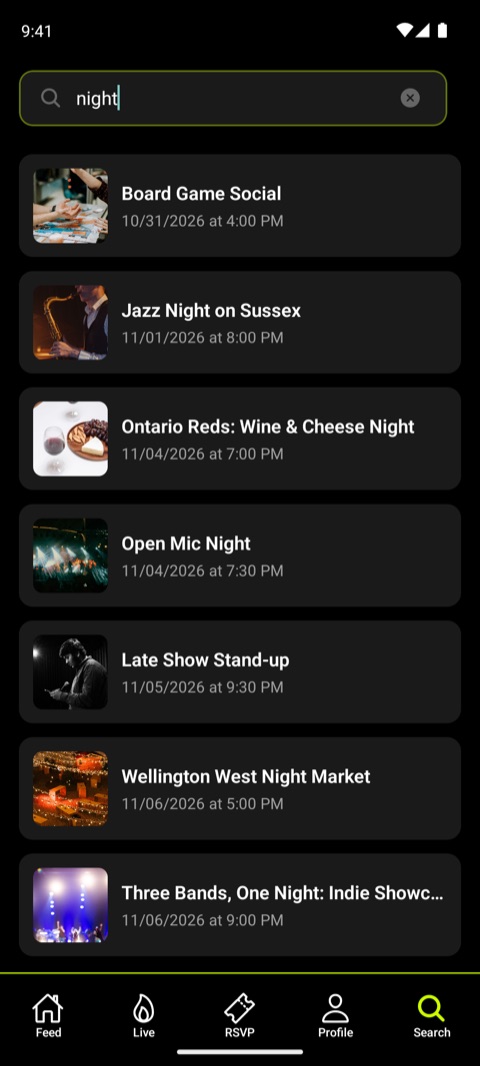 9:41
night
Board Game Social
10/31/2026 at 4:00 PM
Jazz Night on Sussex
11/01/2026 at 8:00 PM
Ontario Reds: Wine & Cheese Night
11/04/2026 at 7:00 PM
Open Mic Night
11/04/2026 at 7:30 PM
Late Show Stand-up
11/05/2026 at 9:30 PM
Wellington West Night Market
11/06/2026 at 5:00 PM
Three Bands, One Night: Indie Showc...
11/06/2026 at 9:00 PM
Feed
Live
RSVP
Profile
Search